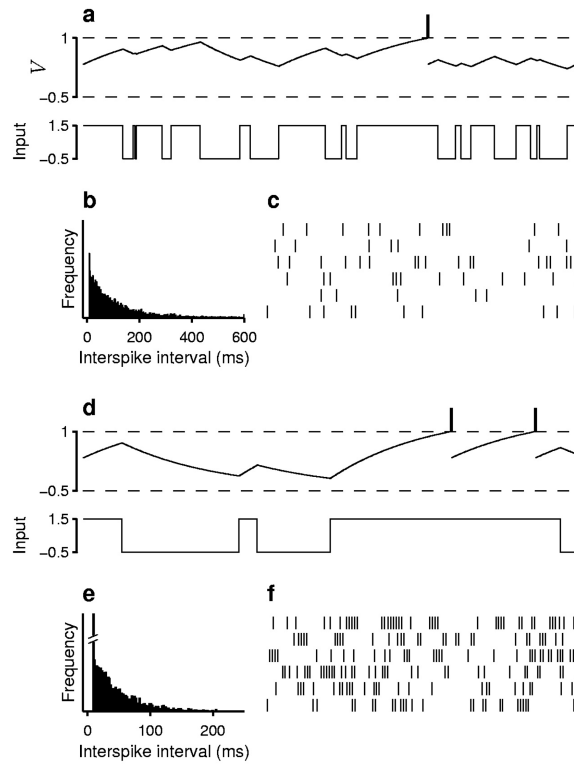 a
1
V
−0.5
1.5
Input
−0.5
b
c
Frequency
0 200 400 600
Interspike interval (ms)
d
1
−0.5
1.5
Input
−0.5
e
f
Frequency
0 100 200
Interspike interval (ms)